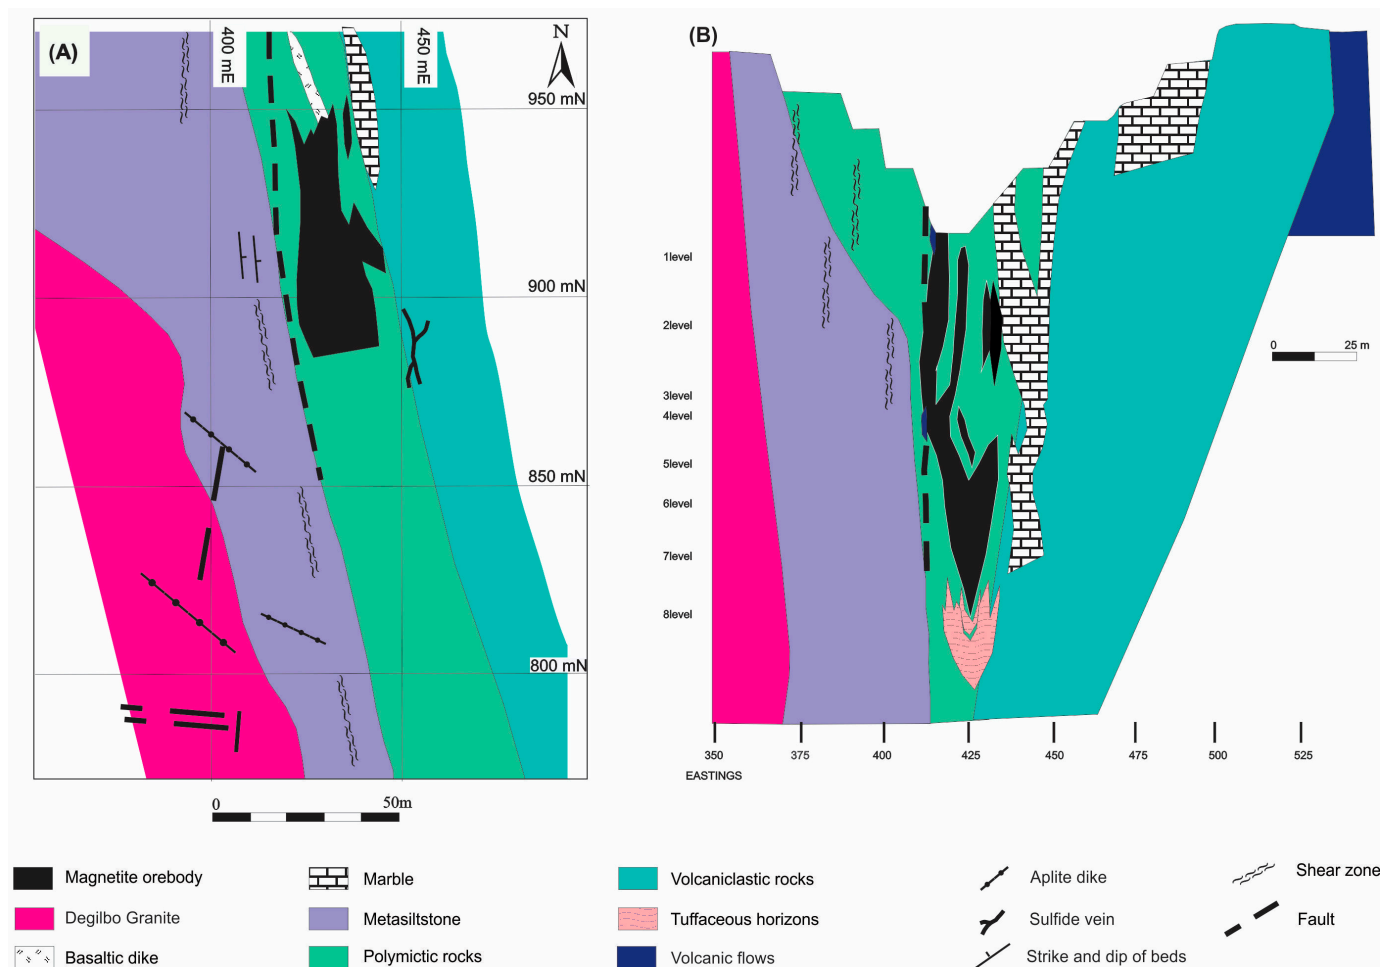 (A)
400 mE
450 mE
N
950 mN
900 mN
850 mN
800 mN
0 50m
(B)
1level
2level
3level
4level
5level
6level
7level
8level
0 25 m
350 375 400 425 450 475 500 525
EASTINGS
Magnetite orebody
Marble
Volcaniclastic rocks
Aplite dike
Shear zone
Degilbo Granite
Metasiltstone
Tuffaceous horizons
Sulfide vein
Fault
Basaltic dike
Polymictic rocks
Volcanic flows
Strike and dip of beds